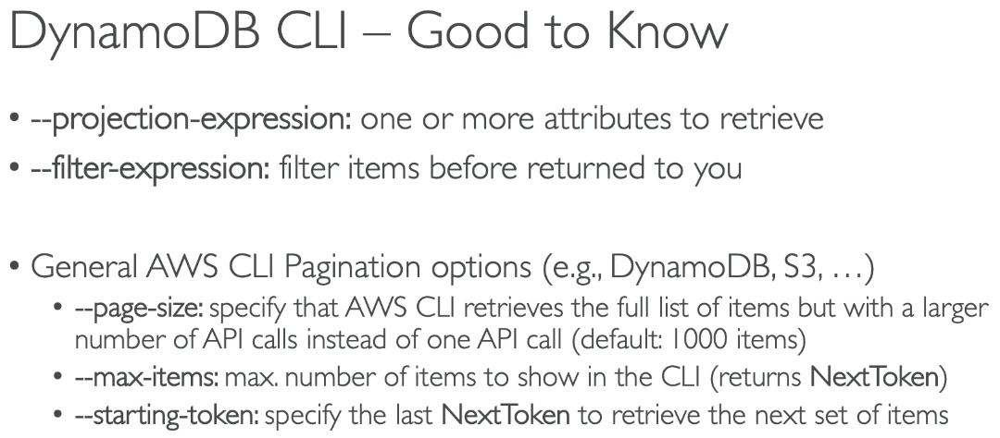 DynamoDB CLI – Good to Know
• --projection-expression: one or more attributes to retrieve
• --filter-expression: filter items before returned to you
• General AWS CLI Pagination options (e.g., DynamoDB, S3, …)
• --page-size: specify that AWS CLI retrieves the full list of items but with a larger
number of API calls instead of one API call (default: 1000 items)
• --max-items: max. number of items to show in the CLI (returns NextToken)
• --starting-token: specify the last NextToken to retrieve the next set of items